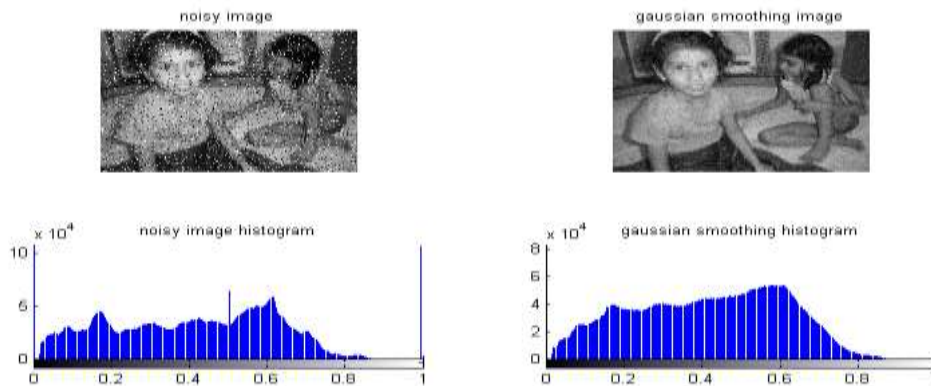 noisy image
gaussian smoothing image
noisy image histogram
x 10^4
10
5
0
0 0.2 0.4 0.6 0.8 1
gaussian smoothing histogram
x 10^4
8
6
4
2
0
0 0.2 0.4 0.6 0.8 1